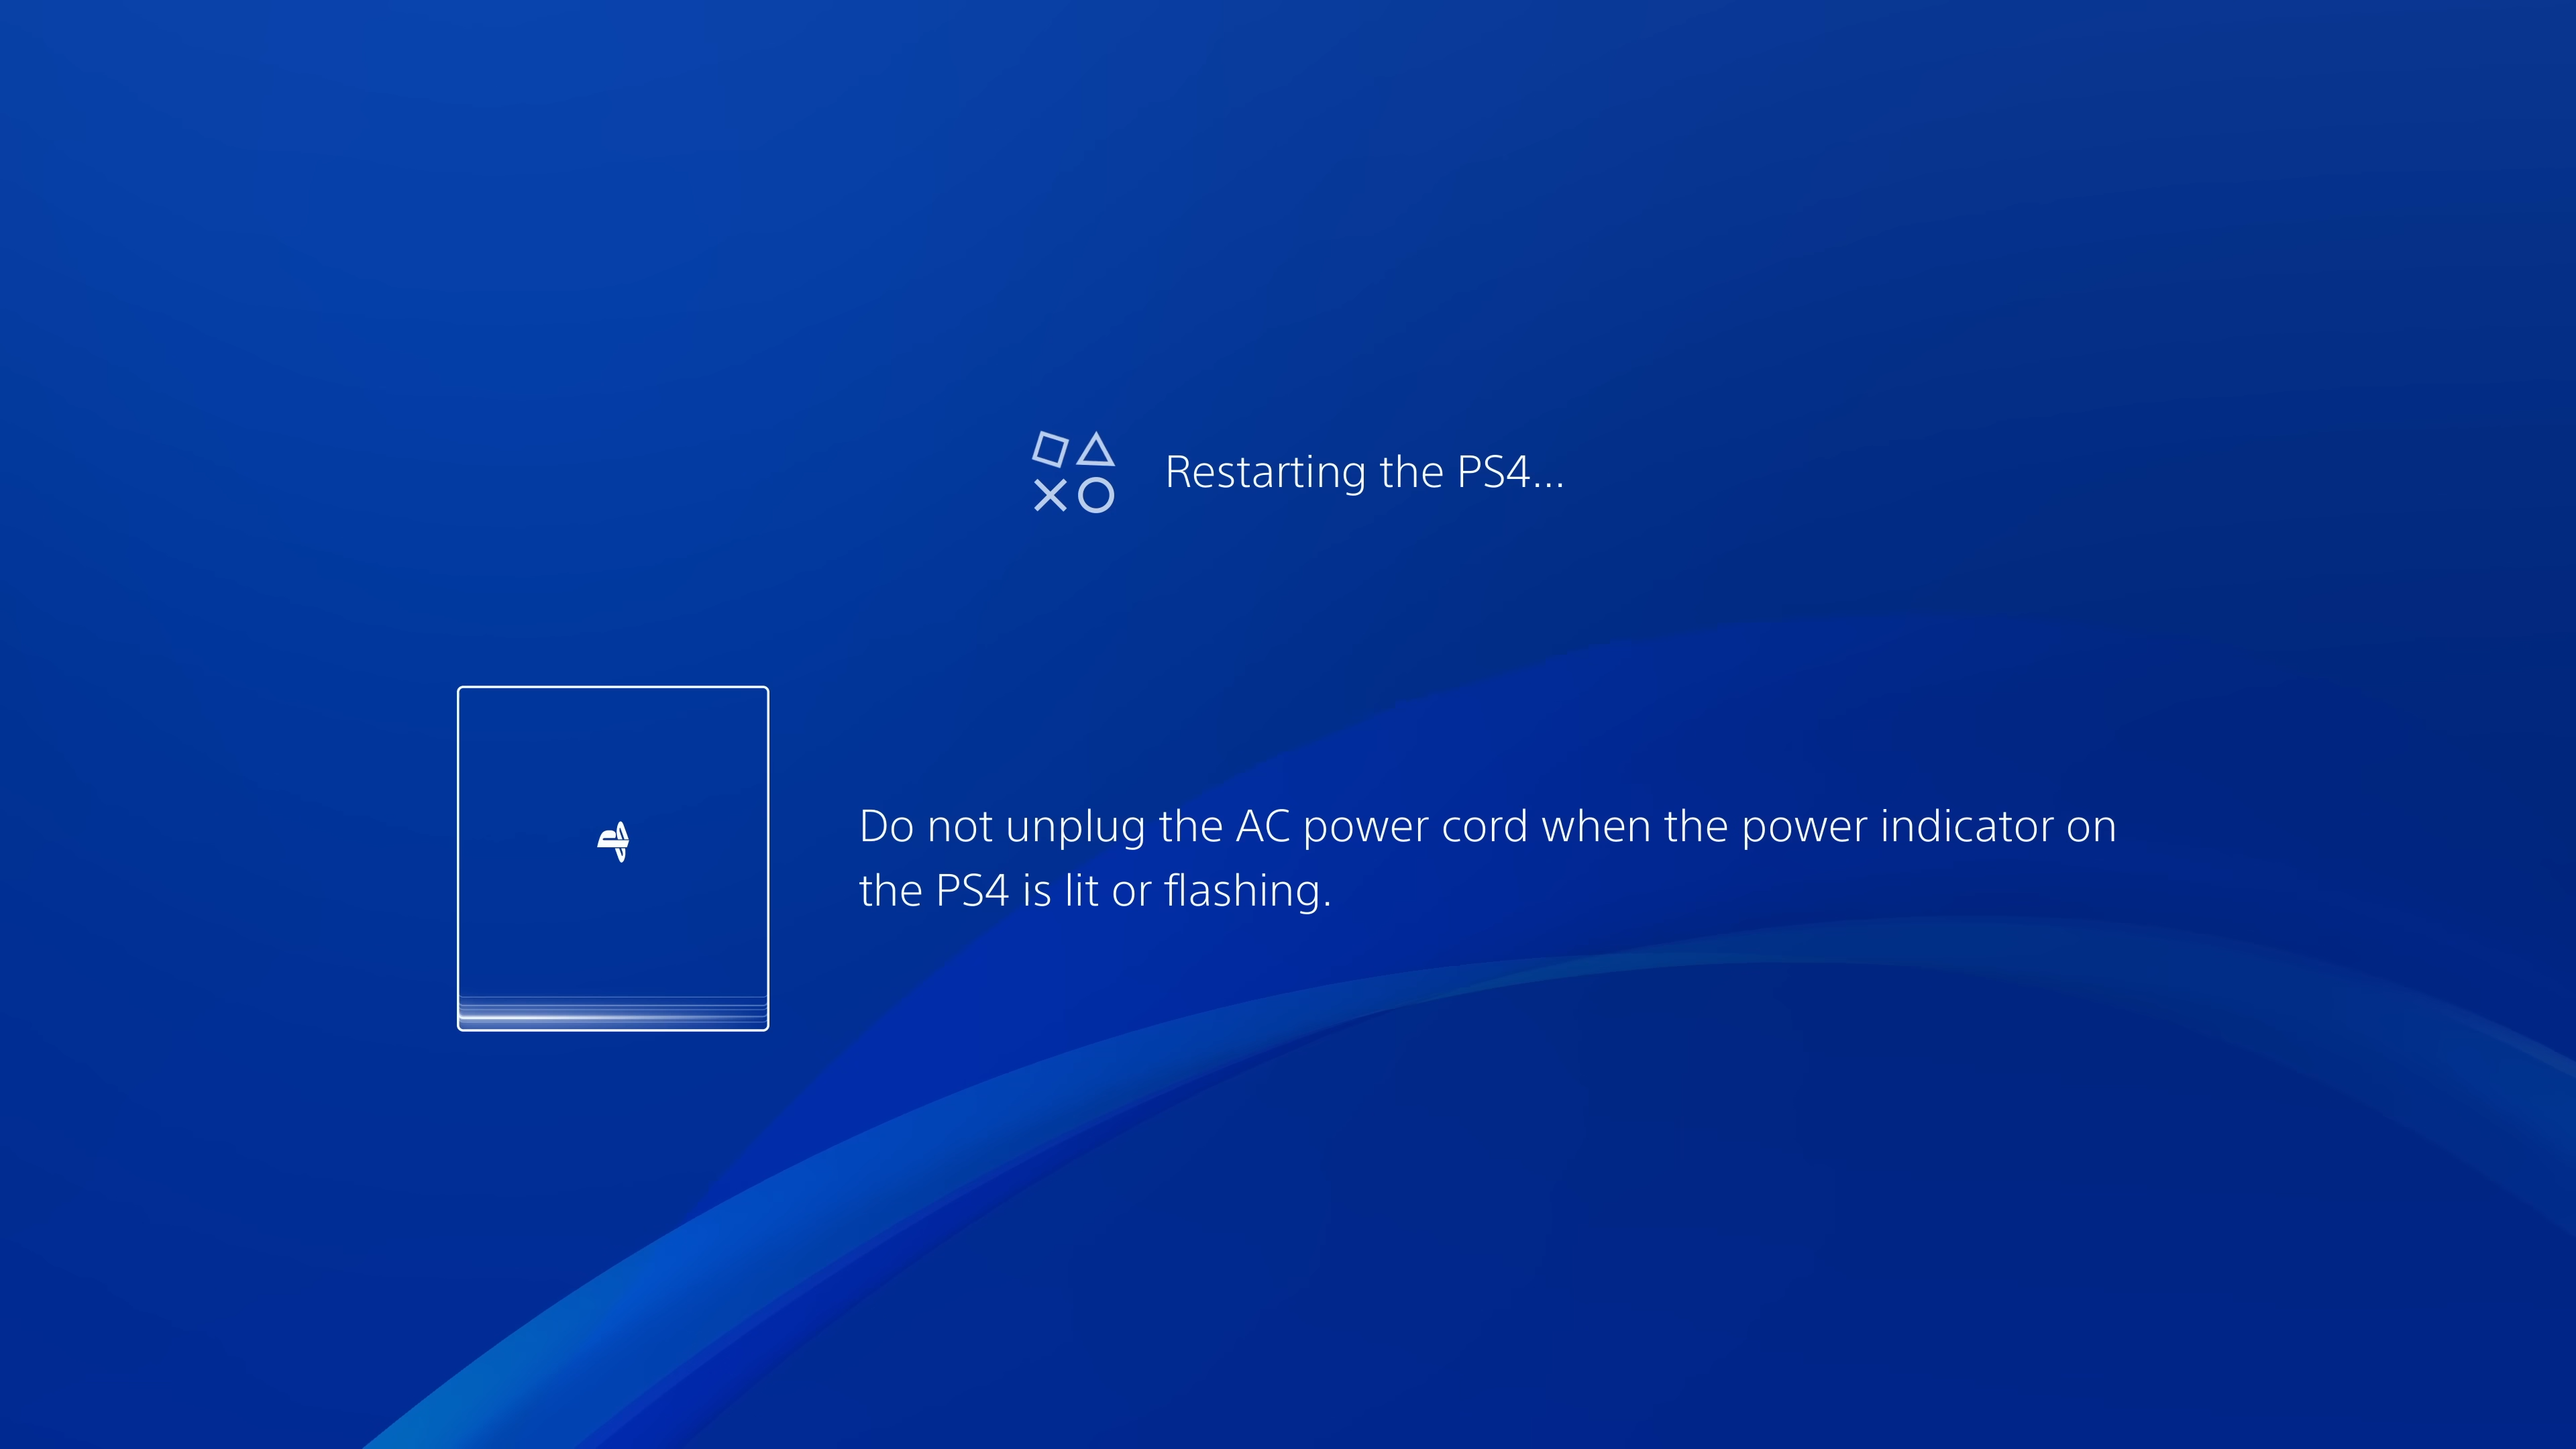 Restarting the PS4...
Do not unplug the AC power cord when the power indicator on
the PS4 is lit or flashing.